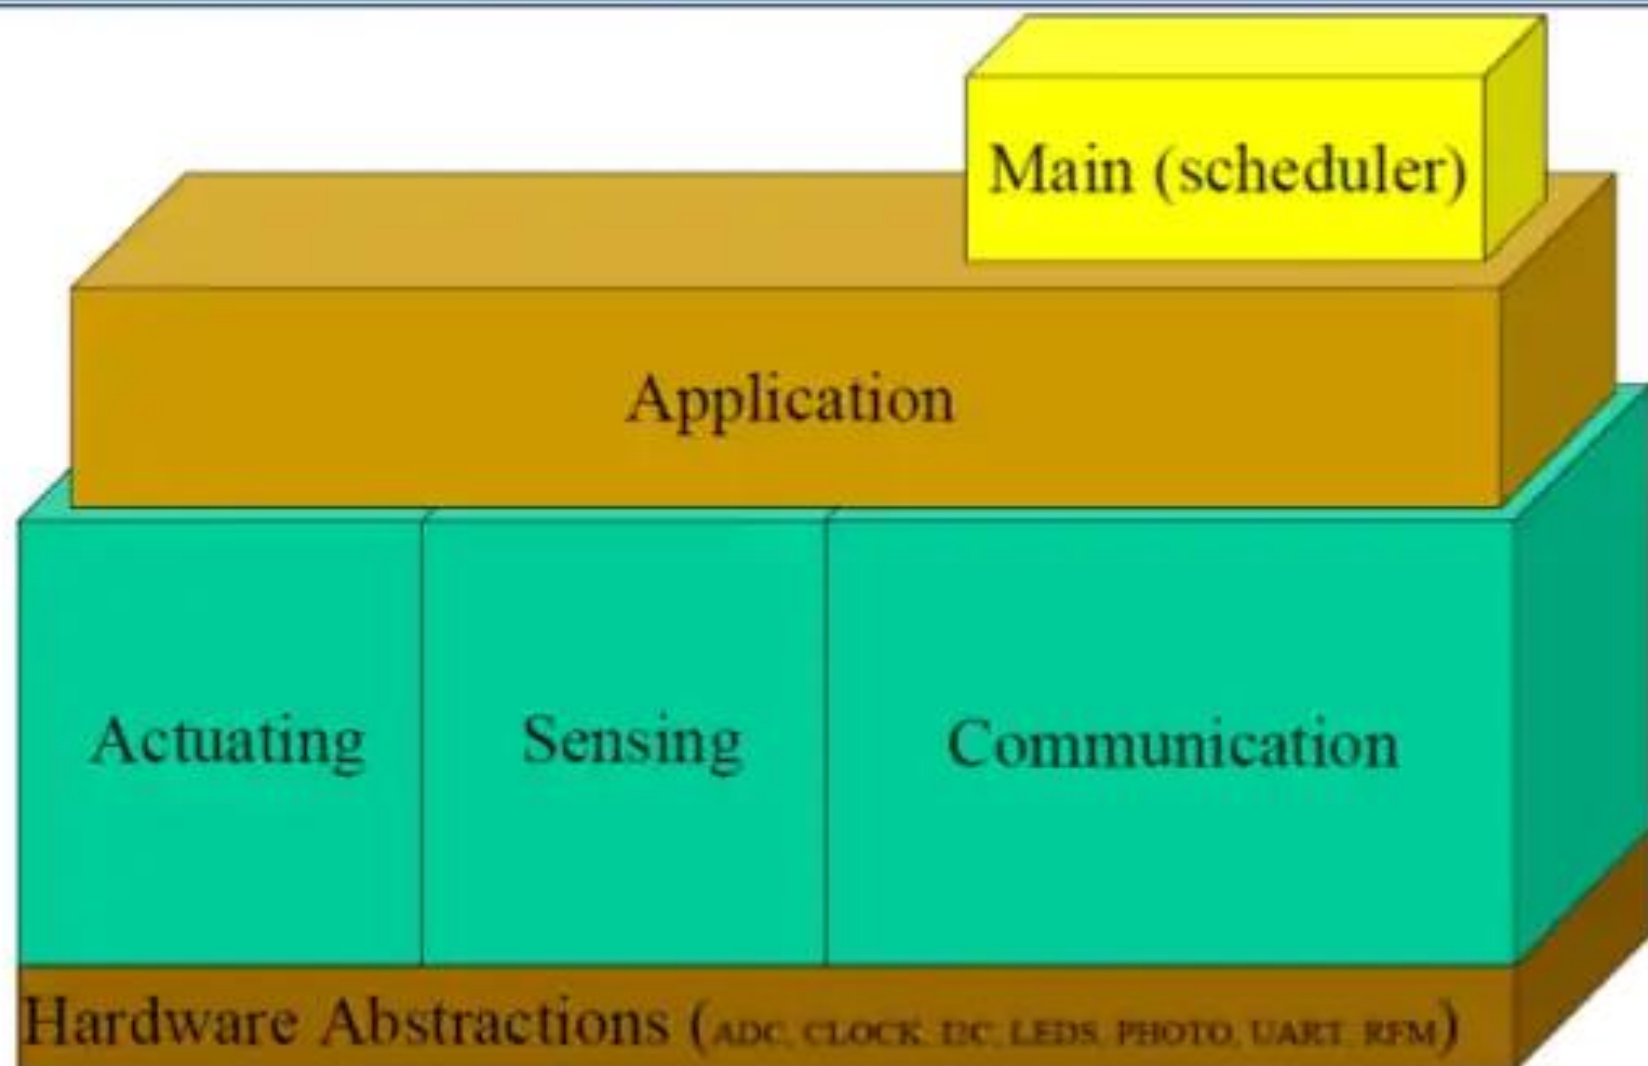 Main (scheduler)
Application
Actuating
Sensing
Communication
Hardware Abstractions (ADC, CLOCK, I2C, LEDS, PHOTO, UART, RFM)